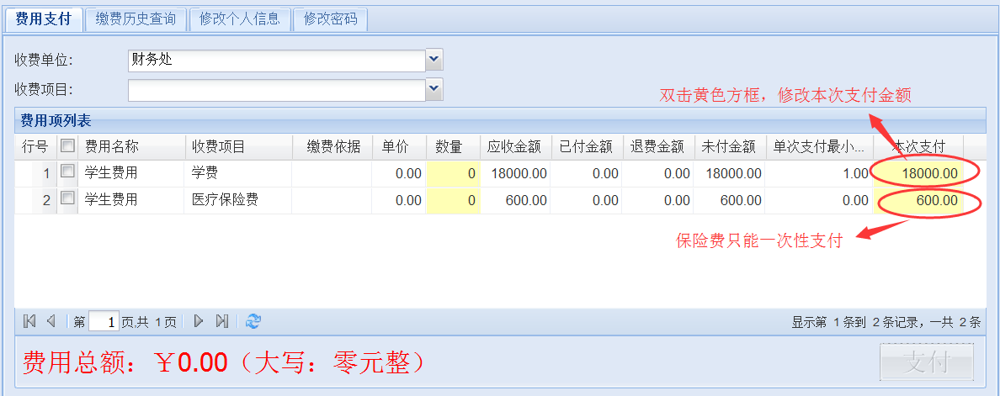 费用支付 缴费历史查询 修改个人信息 修改密码
收费单位: 财务处
收费项目:
双击黄色方框，修改本次支付金额
费用项列表
行号 费用名称 收费项目 缴费依据 单价 数量 应收金额 已付金额 退费金额 未付金额 单次支付最小... 本次支付
1 学生费用 学费 0.00 0 18000.00 0.00 0.00 18000.00 1.00 18000.00
2 学生费用 医疗保险费 0.00 0 600.00 0.00 0.00 600.00 0.00 600.00
保险费只能一次性支付
第 1 页,共 1 页 显示第 1 条到 2 条记录，一共 2 条
费用总额：￥0.00（大写：零元整） 支付